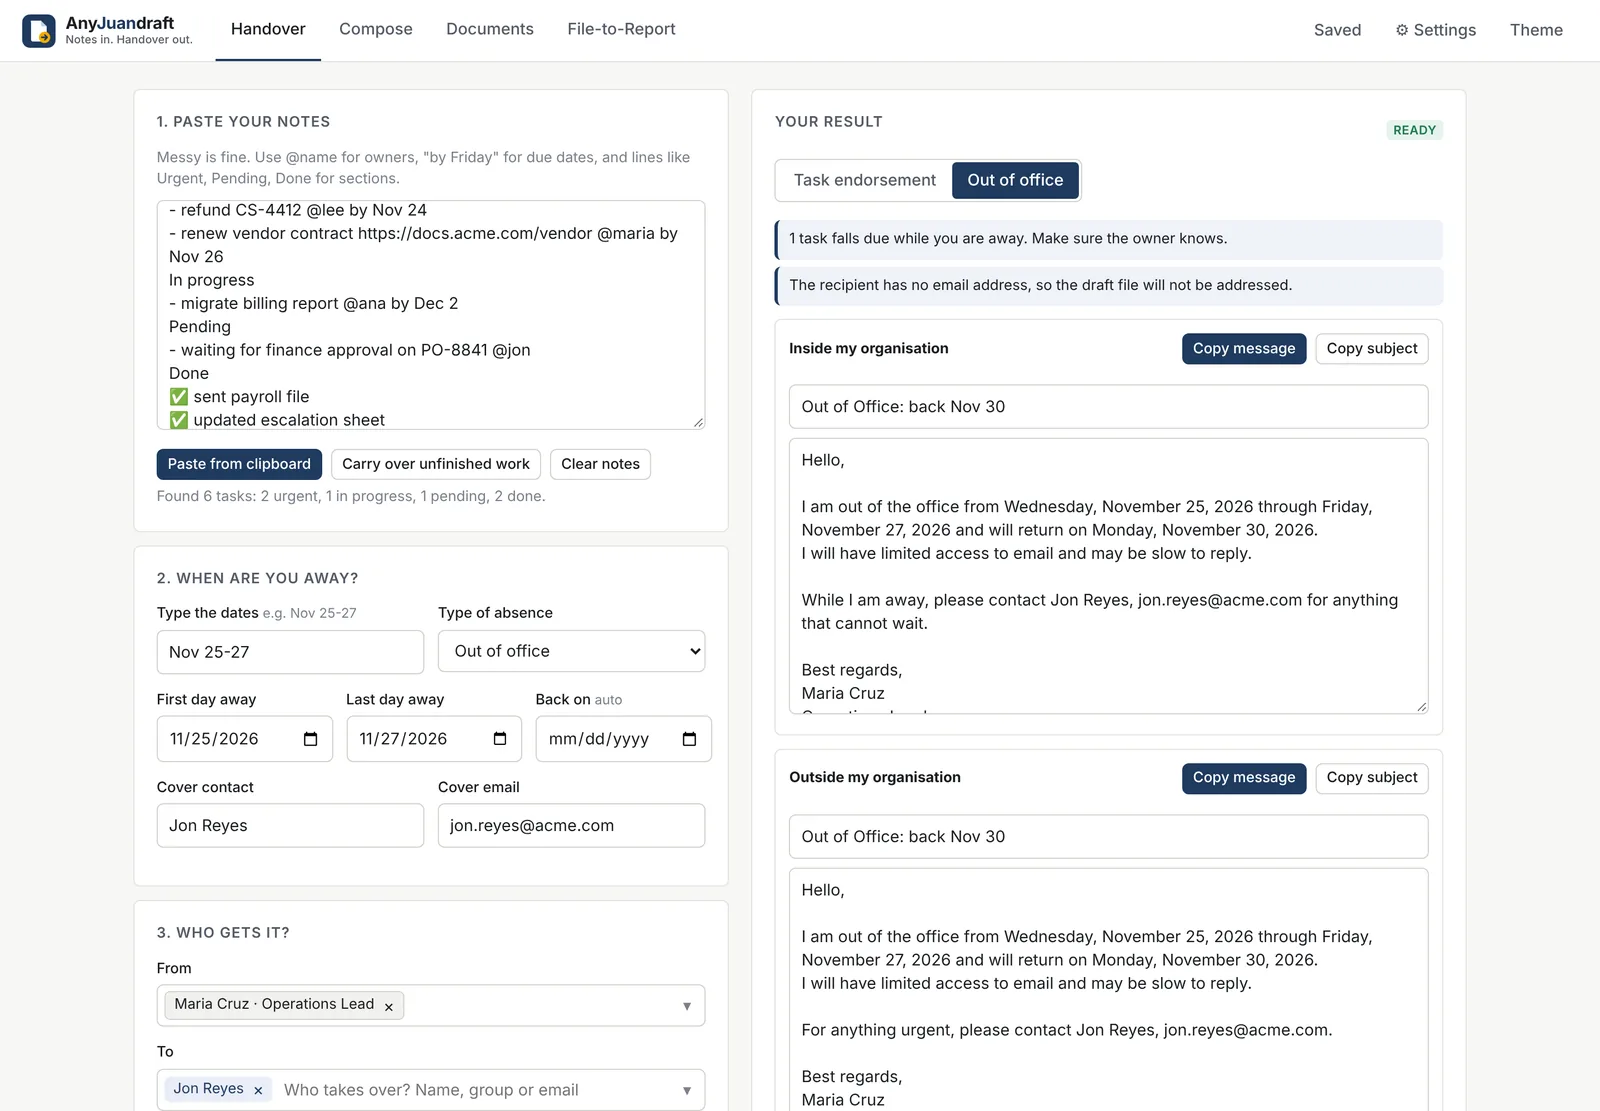 AnyJuandraft
Notes in. Handover out.
Handover
Compose
Documents
File-to-Report
Saved
⚙ Settings
Theme
1. PASTE YOUR NOTES
Messy is fine. Use @name for owners, "by Friday" for due dates, and lines like
Urgent, Pending, Done for sections.
- refund CS-4412 @lee by Nov 24
- renew vendor contract https://docs.acme.com/vendor @maria by
Nov 26
In progress
- migrate billing report @ana by Dec 2
Pending
- waiting for finance approval on PO-8841 @jon
Done
✅ sent payroll file
✅ updated escalation sheet
Paste from clipboard
Carry over unfinished work
Clear notes
Found 6 tasks: 2 urgent, 1 in progress, 1 pending, 2 done.
2. WHEN ARE YOU AWAY?
Type the dates e.g. Nov 25-27
Type of absence
Nov 25-27
Out of office
First day away
Last day away
Back on auto
11/25/2026
11/27/2026
mm/dd/yyyy
Cover contact
Cover email
Jon Reyes
jon.reyes@acme.com
3. WHO GETS IT?
From
Maria Cruz · Operations Lead ×
To
Jon Reyes ×
Who takes over? Name, group or email
YOUR RESULT
READY
Task endorsement
Out of office
1 task falls due while you are away. Make sure the owner knows.
The recipient has no email address, so the draft file will not be addressed.
Inside my organisation
Copy message
Copy subject
Out of Office: back Nov 30
Hello,
I am out of the office from Wednesday, November 25, 2026 through Friday,
November 27, 2026 and will return on Monday, November 30, 2026.
I will have limited access to email and may be slow to reply.
While I am away, please contact Jon Reyes, jon.reyes@acme.com for anything
that cannot wait.
Best regards,
Maria Cruz
Outside my organisation
Copy message
Copy subject
Out of Office: back Nov 30
Hello,
I am out of the office from Wednesday, November 25, 2026 through Friday,
November 27, 2026 and will return on Monday, November 30, 2026.
I will have limited access to email and may be slow to reply.
For anything urgent, please contact Jon Reyes, jon.reyes@acme.com.
Best regards,
Maria Cruz